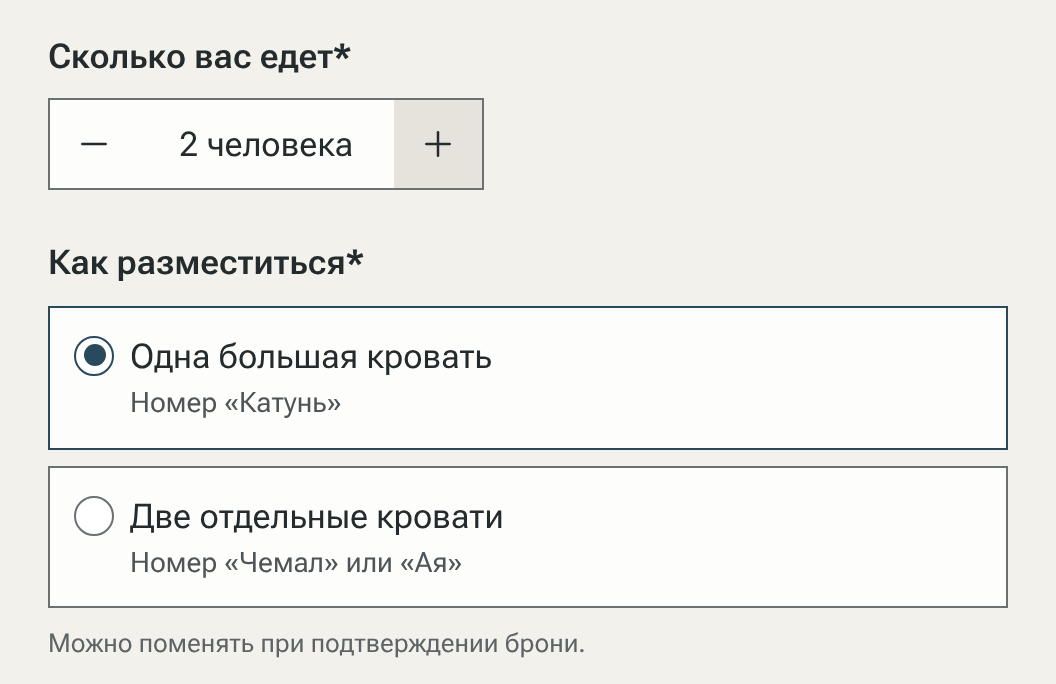 Сколько вас едет*
− 2 человека +
Как разместиться*
Одна большая кровать
Номер «Катунь»
Две отдельные кровати
Номер «Чемал» или «Ая»
Можно поменять при подтверждении брони.